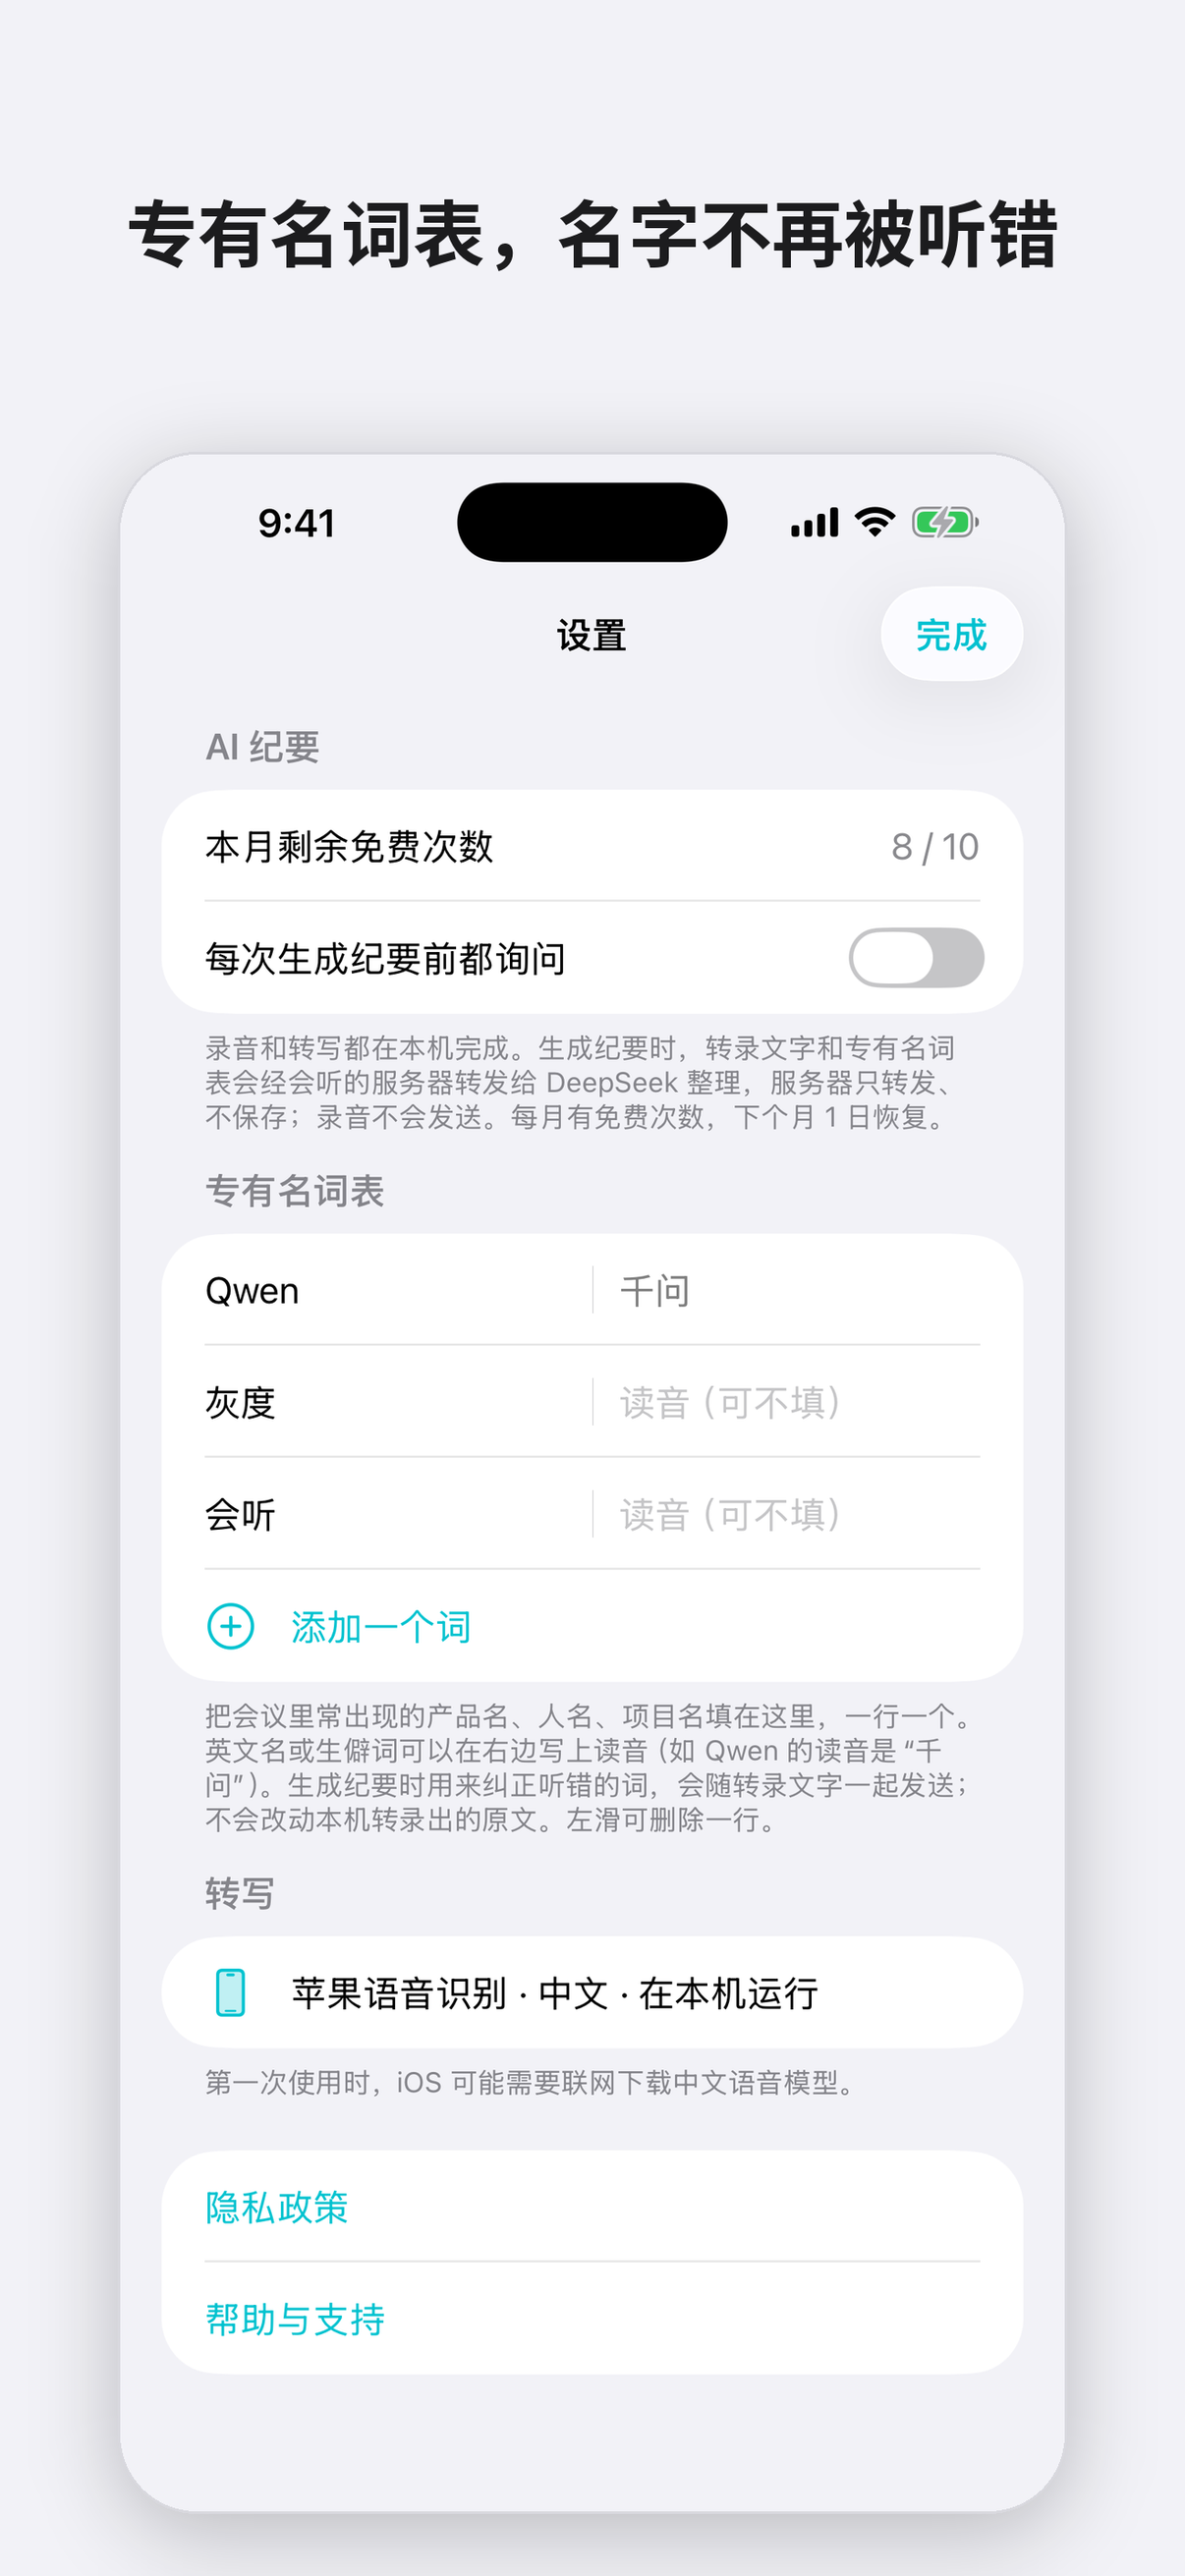 专有名词表，名字不再被听错
9:41
设置
完成
AI 纪要
本月剩余免费次数 8 / 10
每次生成纪要前都询问
录音和转写都在本机完成。生成纪要时，转录文字和专有名词
表会经会听的服务器转发给 DeepSeek 整理，服务器只转发、
不保存；录音不会发送。每月有免费次数，下个月 1 日恢复。
专有名词表
Qwen 千问
灰度 读音（可不填）
会听 读音（可不填）
添加一个词
把会议里常出现的产品名、人名、项目名填在这里，一行一个。
英文名或生僻词可以在右边写上读音（如 Qwen 的读音是 “千
问”）。生成纪要时用来纠正听错的词，会随转录文字一起发送；
不会改动本机转录出的原文。左滑可删除一行。
转写
苹果语音识别 · 中文 · 在本机运行
第一次使用时，iOS 可能需要联网下载中文语音模型。
隐私政策
帮助与支持